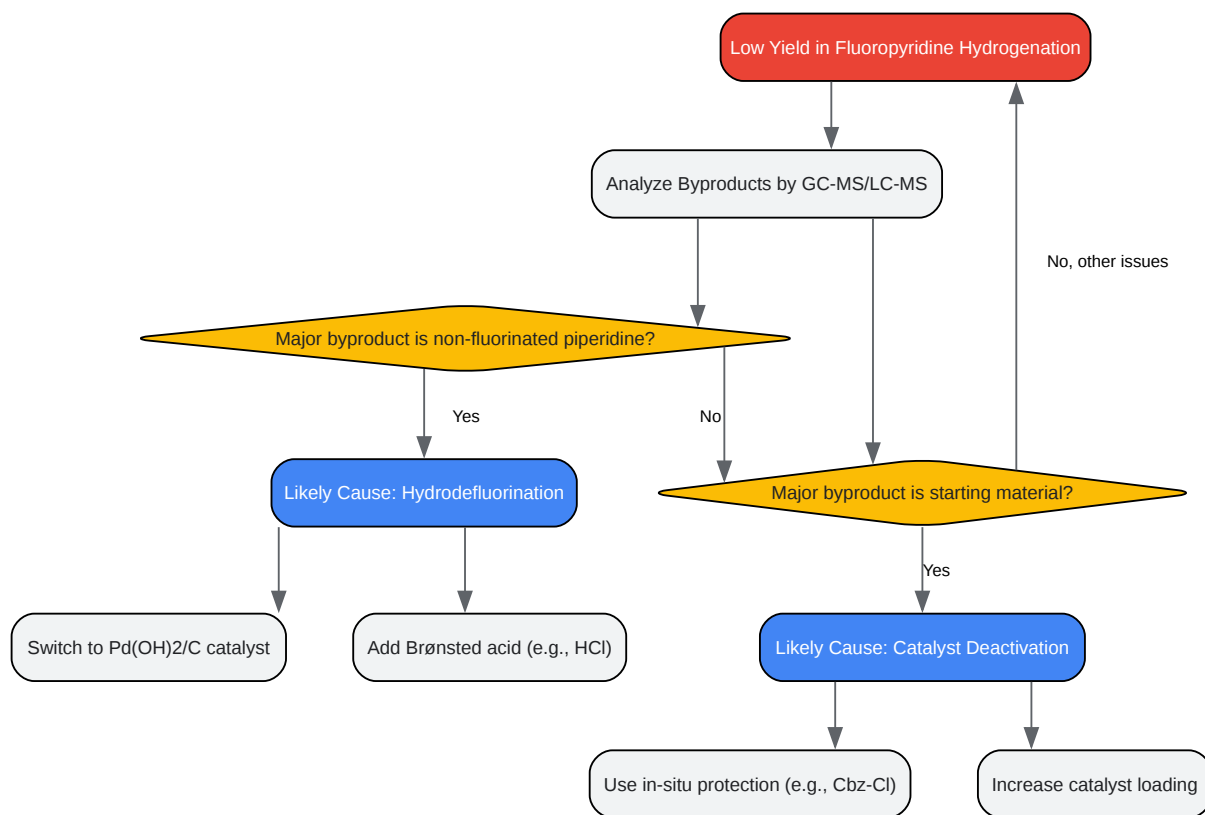 Low Yield in Fluoropyridine Hydrogenation
Analyze Byproducts by GC-MS/LC-MS
No, other issues
Major byproduct is non-fluorinated piperidine?
Yes
No
Likely Cause: Hydrodefluorination
Major byproduct is starting material?
Yes
Switch to Pd(OH)2/C catalyst
Add Brønsted acid (e.g., HCl)
Likely Cause: Catalyst Deactivation
Use in-situ protection (e.g., Cbz-Cl)
Increase catalyst loading